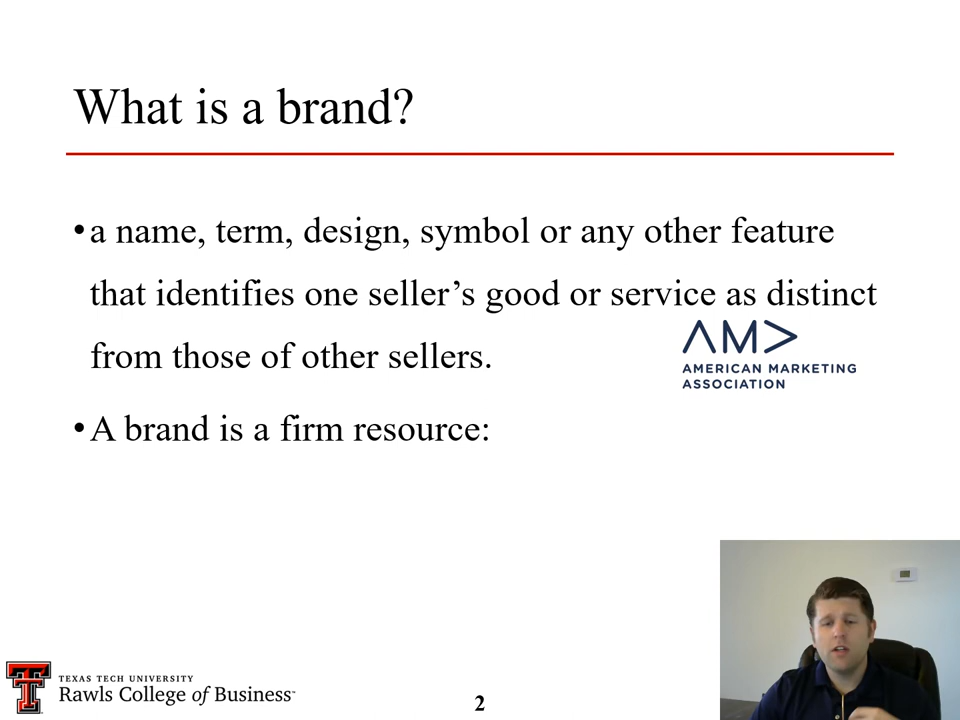 What is a brand?
•a name, term, design, symbol or any other feature
that identifies one seller’s good or service as distinct
from those of other sellers.
AMA
AMERICAN MARKETING
ASSOCIATION
•A brand is a firm resource:
TEXAS TECH UNIVERSITY
Rawls College of Business™
2